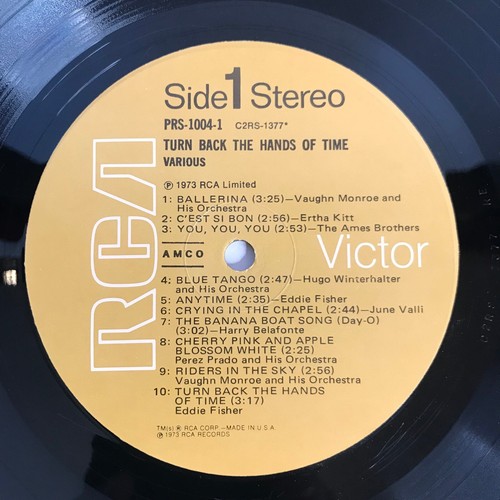 Side 1 Stereo
PRS-1004-1 C2RS-1377*
TURN BACK THE HANDS OF TIME
VARIOUS
℗ 1973 RCA Limited
1: BALLERINA (3:25)—Vaughn Monroe and
His Orchestra
2: C'EST SI BON (2:56)—Ertha Kitt
3: YOU, YOU, YOU (2:53)—The Ames Brothers
RCA
AMCO
Victor
4: BLUE TANGO (2:47)—Hugo Winterhalter
and His Orchestra
5: ANYTIME (2:35)—Eddie Fisher
6: CRYING IN THE CHAPEL (2:44)—June Valli
7: THE BANANA BOAT SONG (Day-O)
(3:02)—Harry Belafonte
8: CHERRY PINK AND APPLE
BLOSSOM WHITE (2:25)
Perez Prado and His Orchestra
9: RIDERS IN THE SKY (2:56)
Vaughn Monroe and His Orchestra
10: TURN BACK THE HANDS
OF TIME (3:17)
Eddie Fisher
TM(s) ® RCA CORP.—MADE IN U.S.A.
℗ 1973 RCA RECORDS